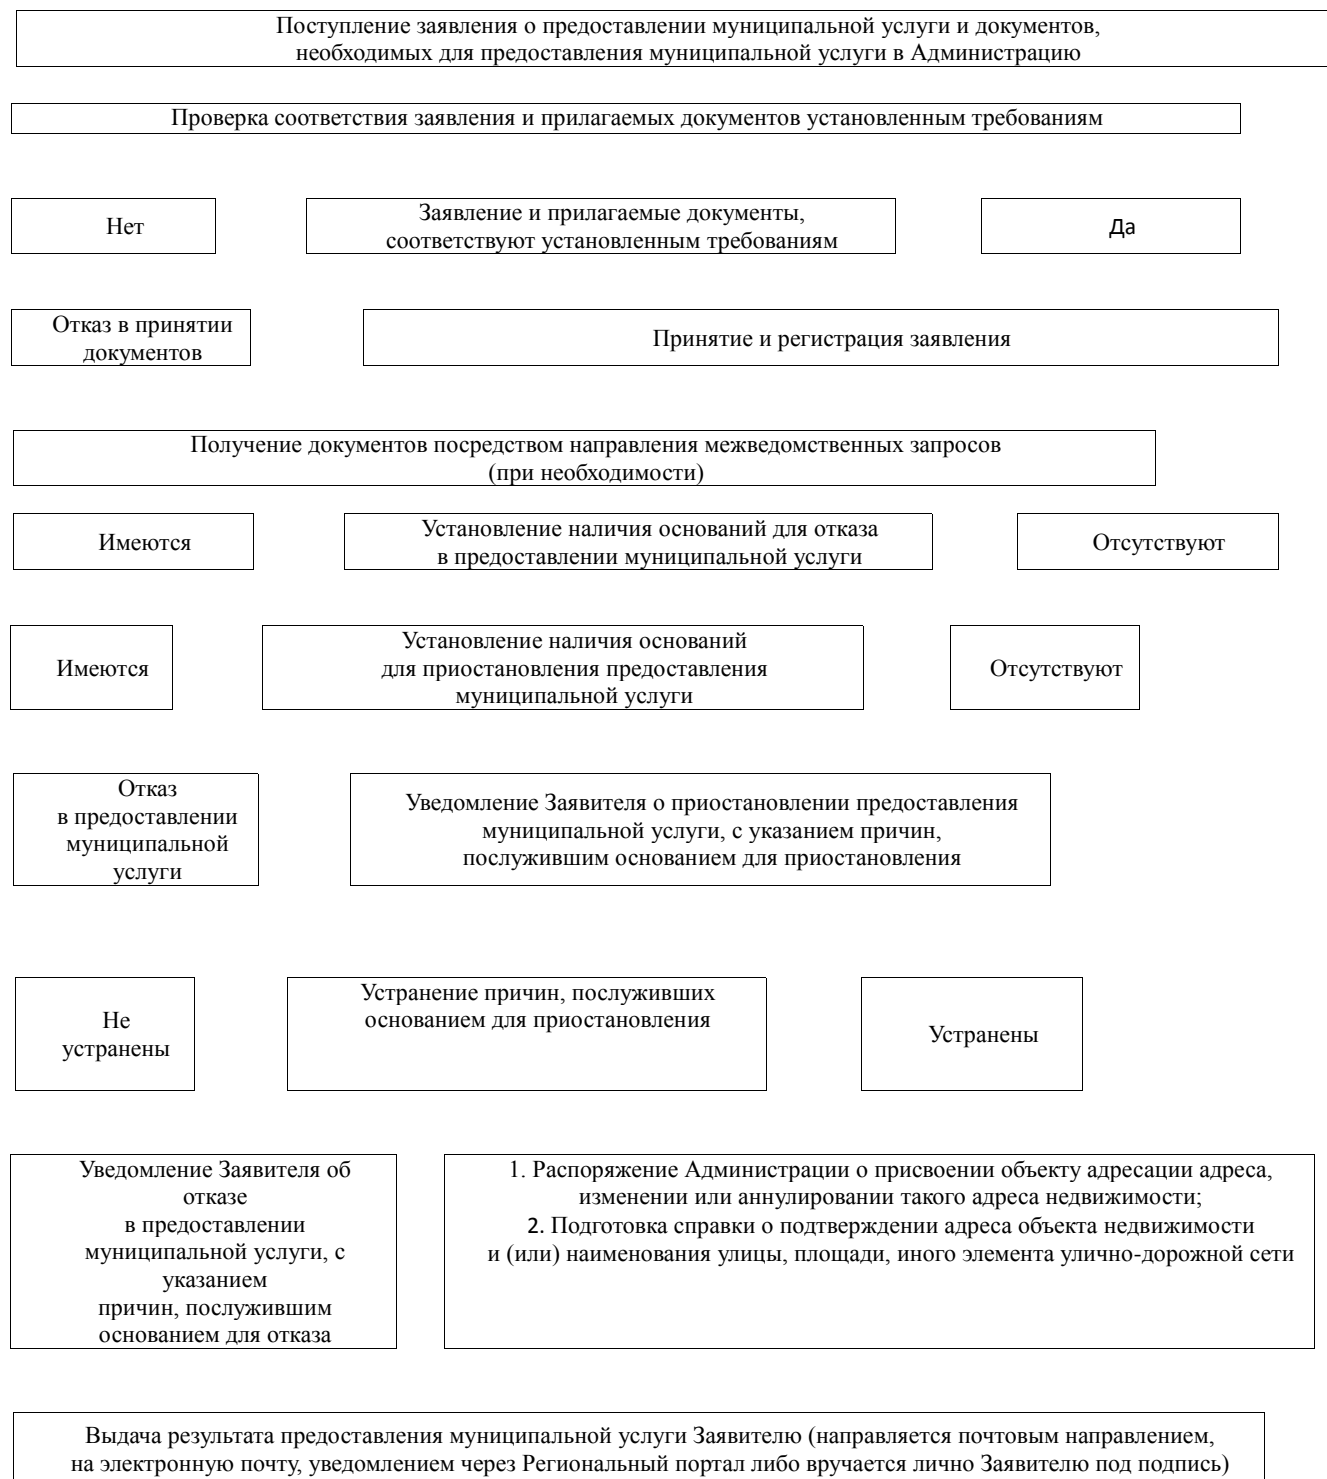 Поступление заявления о предоставлении муниципальной услуги и документов,
необходимых для предоставления муниципальной услуги в Администрацию
Проверка соответствия заявления и прилагаемых документов установленным требованиям
Нет
Заявление и прилагаемые документы,
соответствуют установленным требованиям
Да
Отказ в принятии
документов
Принятие и регистрация заявления
Получение документов посредством направления межведомственных запросов
(при необходимости)
Имеются
Установление наличия оснований для отказа
в предоставлении муниципальной услуги
Отсутствуют
Имеются
Установление наличия оснований
для приостановления предоставления
муниципальной услуги
Отсутствуют
Отказ
в предоставлении
муниципальной
услуги
Уведомление Заявителя о приостановлении предоставления
муниципальной услуги, с указанием причин,
послужившим основанием для приостановления
Не
устранены
Устранение причин, послуживших
основанием для приостановления
Устранены
Уведомление Заявителя об
отказе
в предоставлении
муниципальной услуги, с
указанием
причин, послужившим
основанием для отказа
1. Распоряжение Администрации о присвоении объекту адресации адреса,
изменении или аннулировании такого адреса недвижимости;
2. Подготовка справки о подтверждении адреса объекта недвижимости
и (или) наименования улицы, площади, иного элемента улично-дорожной сети
Выдача результата предоставления муниципальной услуги Заявителю (направляется почтовым направлением,
на электронную почту, уведомлением через Региональный портал либо вручается лично Заявителю под подпись)